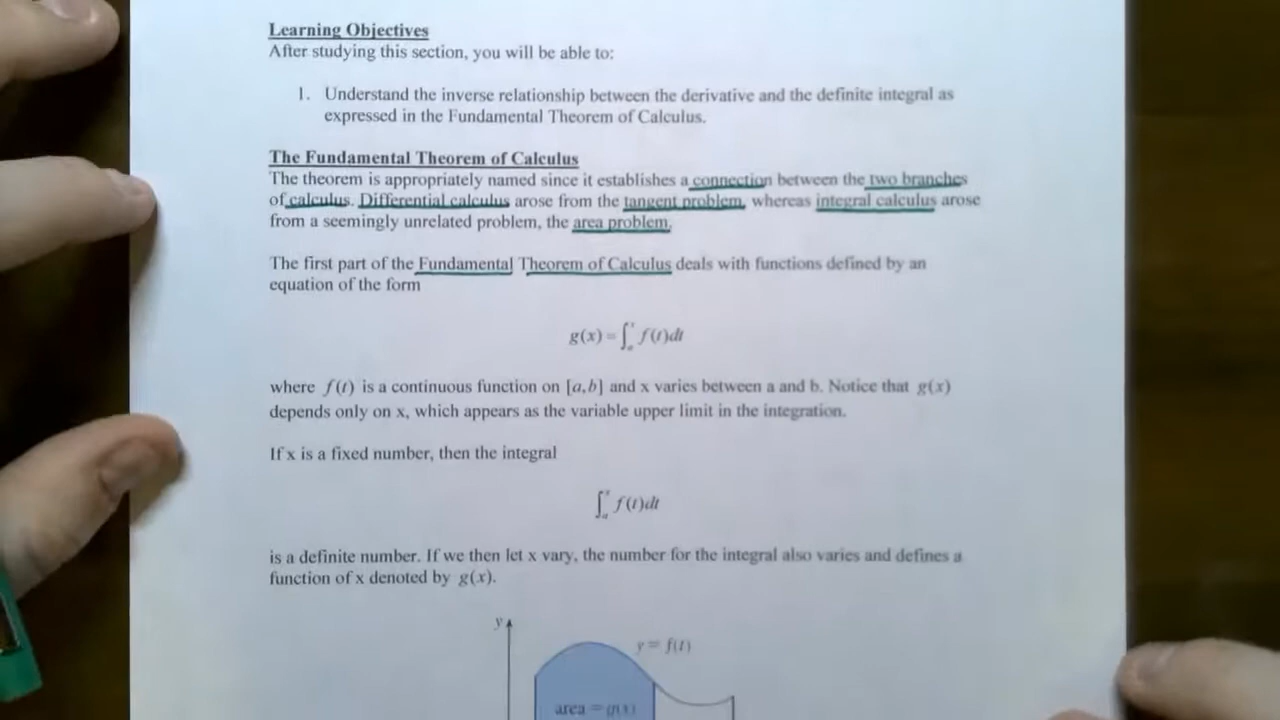 Learning Objectives
After studying this section, you will be able to:
1. Understand the inverse relationship between the derivative and the definite integral as
expressed in the Fundamental Theorem of Calculus.
The Fundamental Theorem of Calculus
The theorem is appropriately named since it establishes a connection between the two branches
of calculus. Differential calculus arose from the tangent problem, whereas integral calculus arose
from a seemingly unrelated problem, the area problem.
The first part of the Fundamental Theorem of Calculus deals with functions defined by an
equation of the form
g(x) = ∫ₐˣ f(t)dt
where f(t) is a continuous function on [a,b] and x varies between a and b. Notice that g(x)
depends only on x, which appears as the variable upper limit in the integration.
If x is a fixed number, then the integral
∫ₐˣ f(t)dt
is a definite number. If we then let x vary, the number for the integral also varies and defines a
function of x denoted by g(x).
y
y = f(t)
area = g(x)